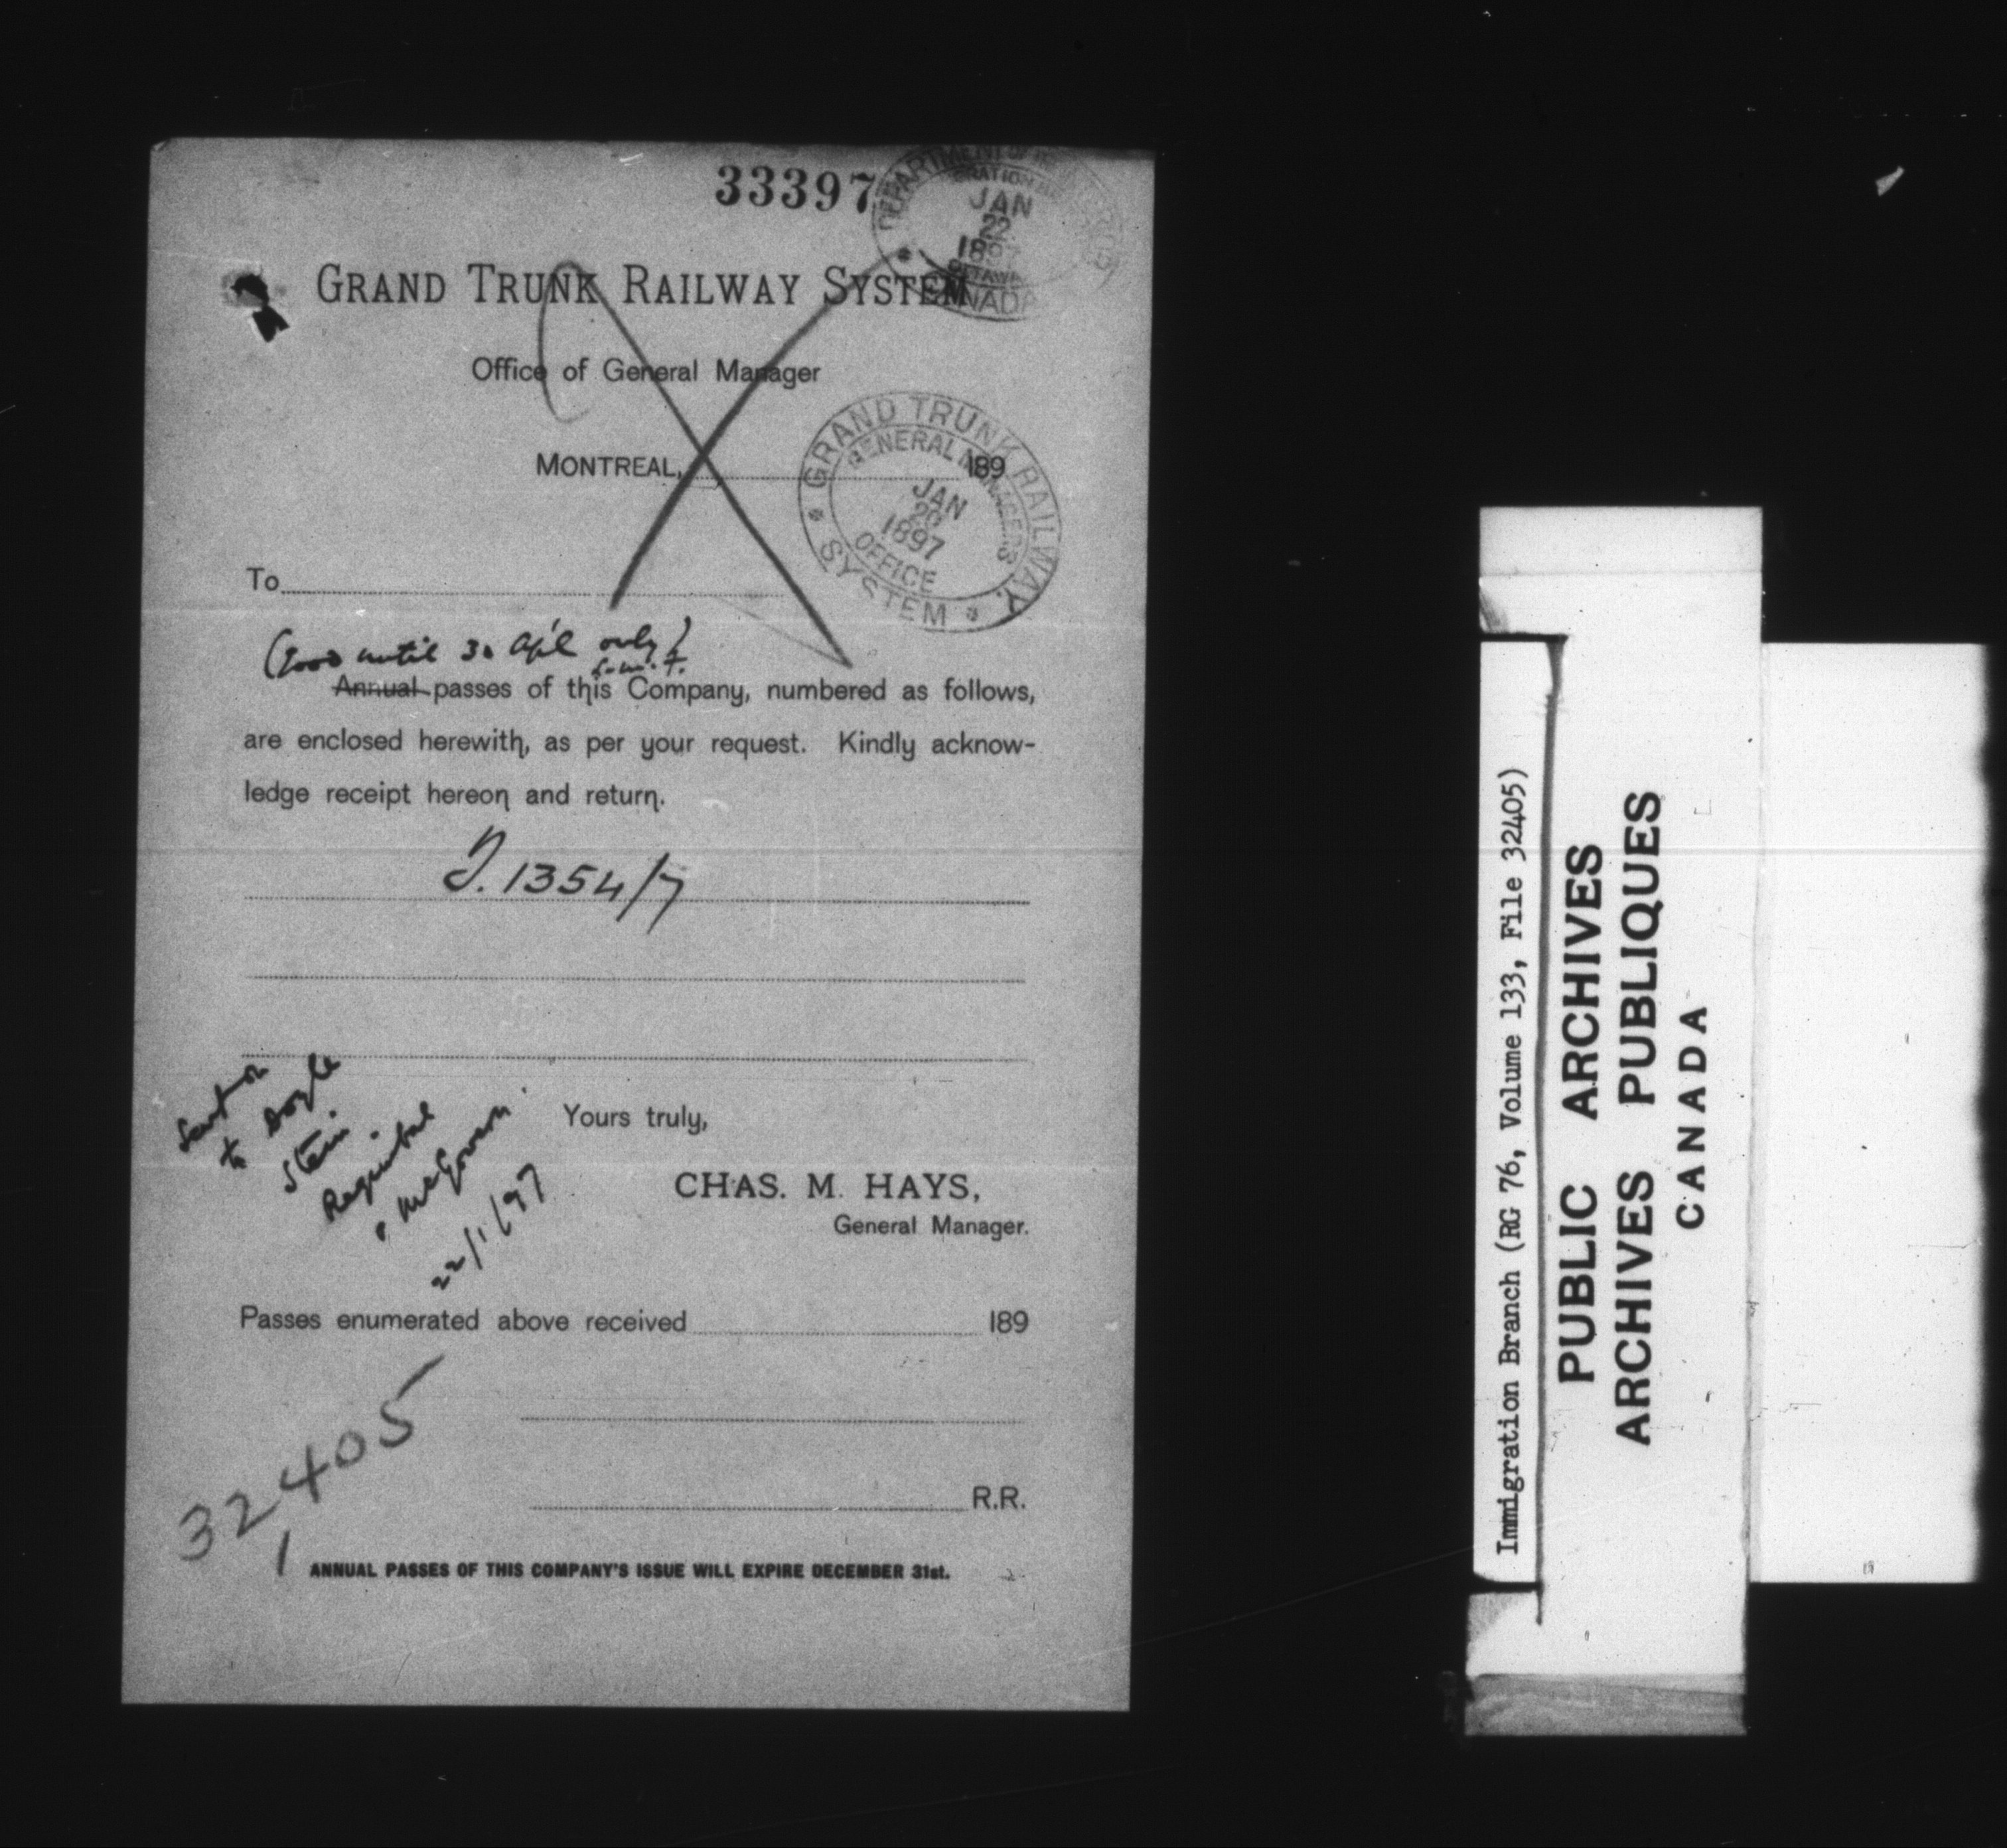 33397
DEPARTMENT OF THE
JAN
22
1897
OTTAWA
CANADA
GRAND TRUNK RAILWAY SYSTEM
Office of General Manager
MONTREAL, 189
GRAND TRUNK RAILWAY SYSTEM
GENERAL MANAGER'S OFFICE
JAN
20
1897
To
(Good until 30 Ap'l only)
Annual passes of this Company, numbered as follows,
are enclosed herewith, as per your request. Kindly acknow-
ledge receipt hereon and return.
1354/7
Sent on
to Doyle
Stein.
Regimbal
McGovern
22/1/97
Yours truly,
CHAS. M. HAYS,
General Manager.
Passes enumerated above received 189
32405
1
R.R.
ANNUAL PASSES OF THIS COMPANY'S ISSUE WILL EXPIRE DECEMBER 31st.
Immigration Branch (RG 76, Volume 133, File 32405)
PUBLIC ARCHIVES
ARCHIVES PUBLIQUES
CANADA